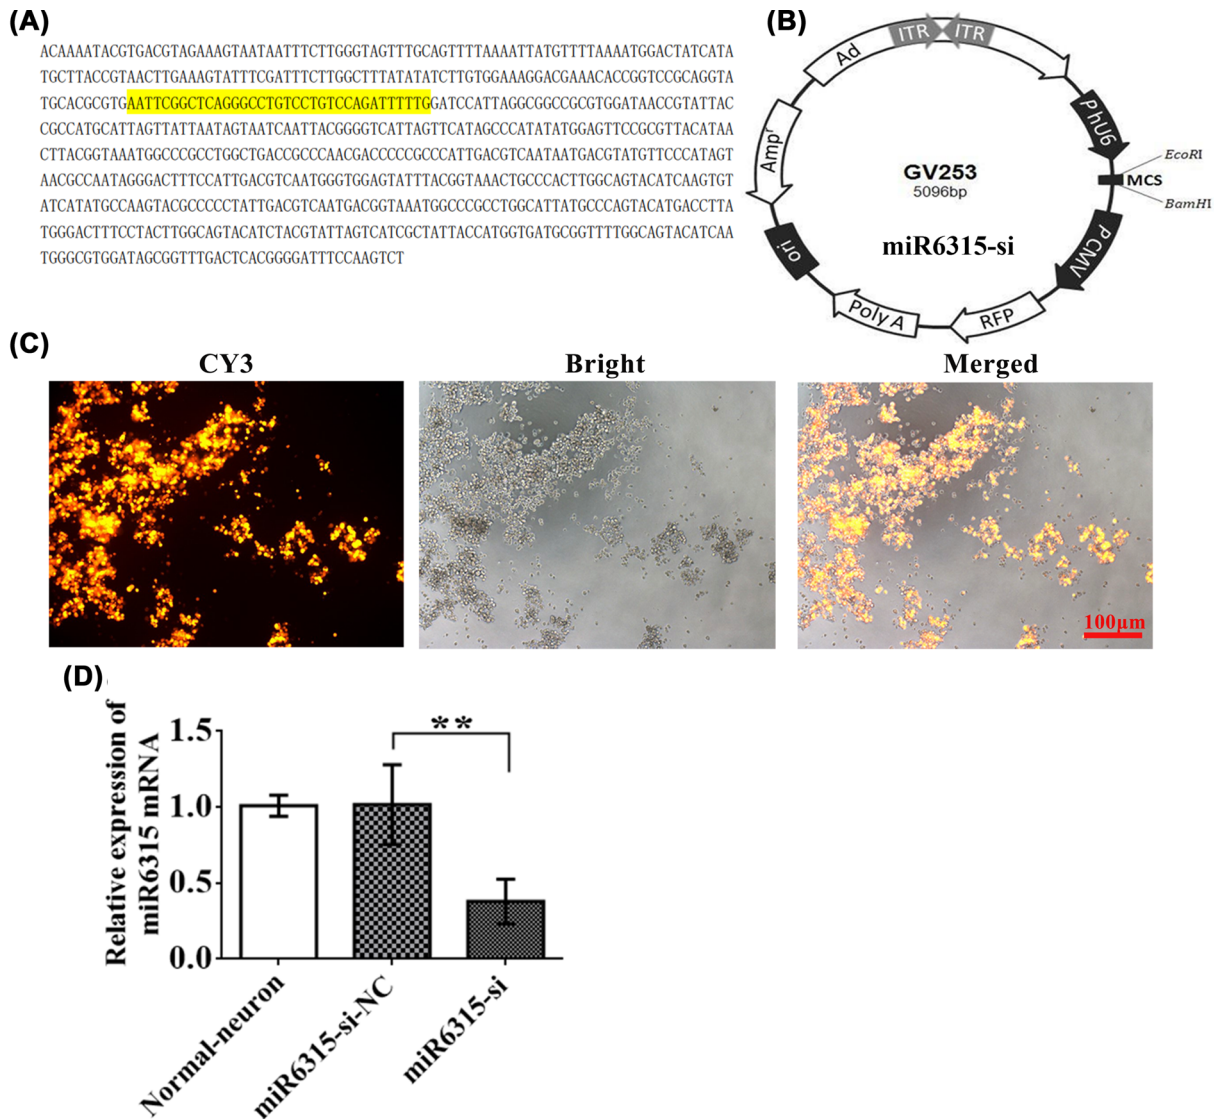 (A)
ACAAAATACGTGACGTAGAAAGTAATAATTTCTTGGGTAGTTTGCAGTTTTAAAATTATGTTTTAAAATGGACTATCATA
TGCTTACCGTAACTTGAAAGTATTTCGATTTCTTGGCTTTATATATCTTGTGGAAAGGACGAAACACCGGTCCGCAGGTA
TGCACGCGTGAATTCGGCTCAGGGCCTGTCCTGTCCAGATTTTTGGATCCATTAGGCGGCCGCGTGGATAACCGTATTAC
CGCCATGCATTAGTTATTAATAGTAATCAATTACGGGGTCATTAGTTCATAGCCCATATATGGAGTTCCGCGTTACATAA
CTTACGGTAAATGGCCCGCCTGGCTGACCGCCCAACGACCCCCGCCCATTGACGTCAATAATGACGTATGTTCCCATAGT
AACGCCAATAGGGACTTTCCATTGACGTCAATGGGTGGAGTATTTACGGTAAACTGCCCACTTGGCAGTACATCAAGTGT
ATCATATGCCAAGTACGCCCCCTATTGACGTCAATGACGGTAAATGGCCCGCCTGGCATTATGCCCAGTACATGACCTTA
TGGGACTTTCCTACTTGGCAGTACATCTACGTATTAGTCATCGCTATTACCATGGTGATGCGGTTTTGGCAGTACATCAA
TGGGCGTGGATAGCGGTTTGACTCACGGGGATTTCCAAGTCT
(B)
Ad
ITR
ITR
PhU6
EcoRI
MCS
BamHI
PCMV
RFP
Poly A
ori
Ampr
GV253
5096bp
miR6315-si
(C)
CY3
Bright
Merged
100μm
(D)
Relative expression of
miR6315 mRNA
1.5
1.0
0.5
0.0
**
Normal-neuron
miR6315-si-NC
miR6315-si